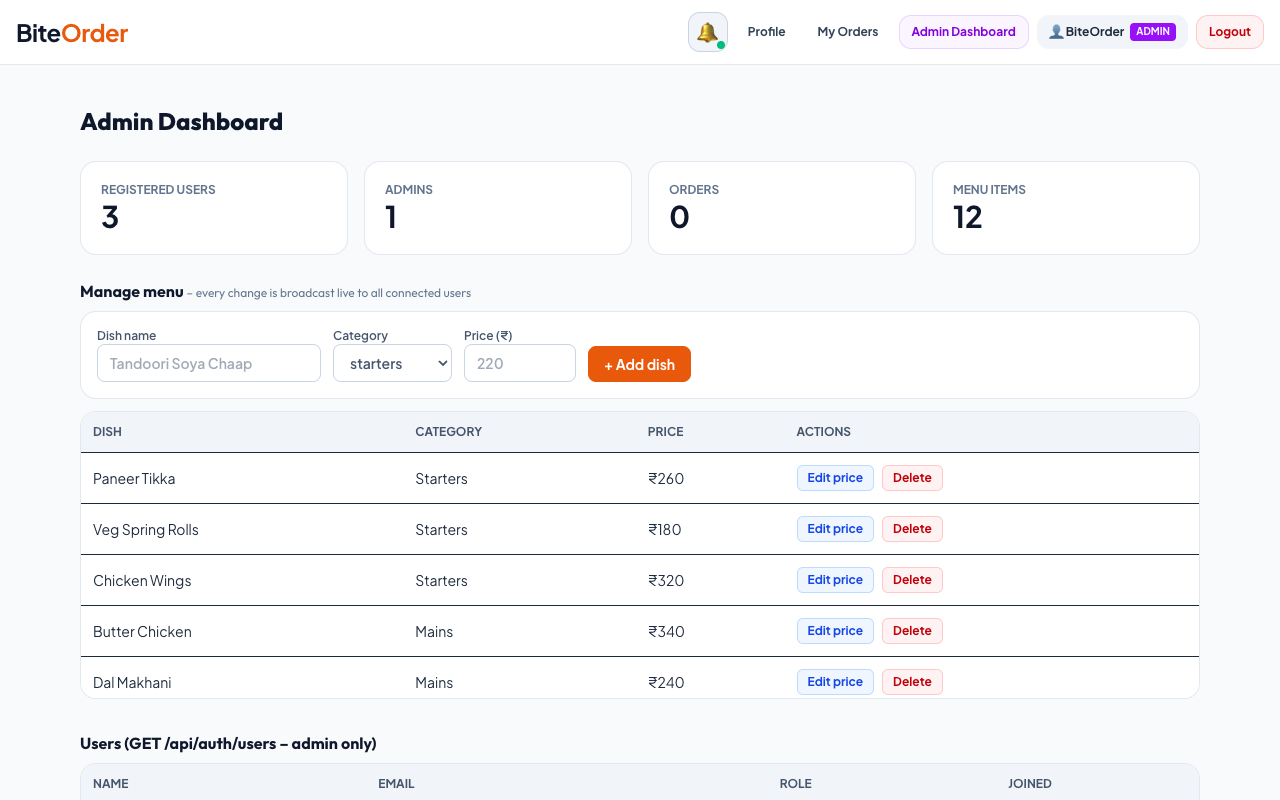 BiteOrder
Profile
My Orders
Admin Dashboard
BiteOrder ADMIN
Logout
Admin Dashboard
REGISTERED USERS
3
ADMINS
1
ORDERS
0
MENU ITEMS
12
Manage menu – every change is broadcast live to all connected users
Dish name
Category
Price (₹)
Tandoori Soya Chaap
starters
220
+ Add dish
DISH CATEGORY PRICE ACTIONS
Paneer Tikka Starters ₹260 Edit price Delete
Veg Spring Rolls Starters ₹180 Edit price Delete
Chicken Wings Starters ₹320 Edit price Delete
Butter Chicken Mains ₹340 Edit price Delete
Dal Makhani Mains ₹240 Edit price Delete
Users (GET /api/auth/users – admin only)
NAME EMAIL ROLE JOINED